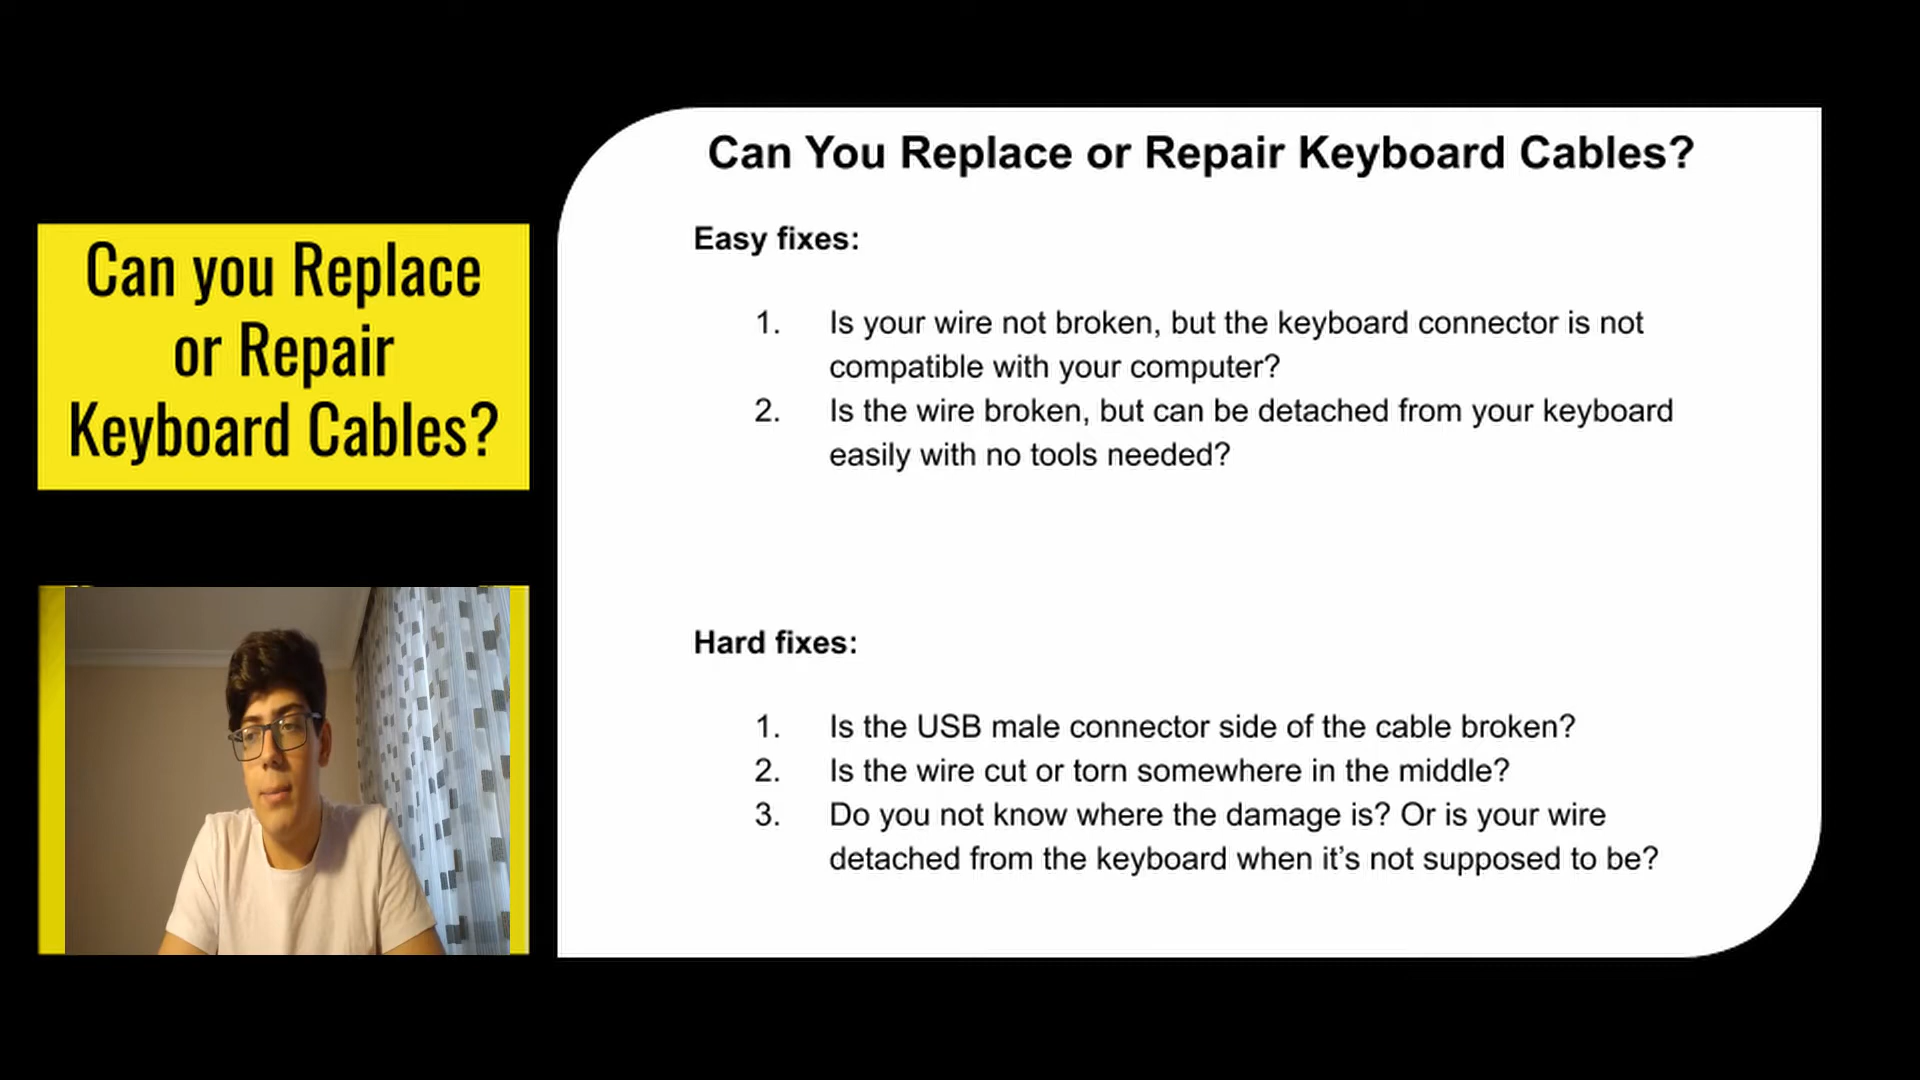 Can you Replace
or Repair
Keyboard Cables?
Can You Replace or Repair Keyboard Cables?
Easy fixes:
1. Is your wire not broken, but the keyboard connector is not
compatible with your computer?
2. Is the wire broken, but can be detached from your keyboard
easily with no tools needed?
Hard fixes:
1. Is the USB male connector side of the cable broken?
2. Is the wire cut or torn somewhere in the middle?
3. Do you not know where the damage is? Or is your wire
detached from the keyboard when it’s not supposed to be?